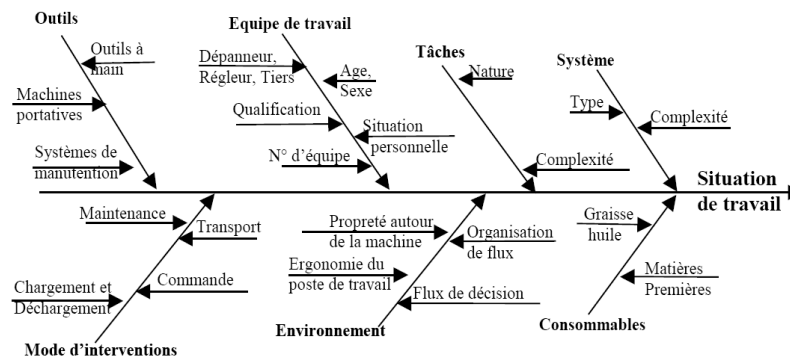 Outils
Outils à
main
Machines
portatives
Systèmes de
manutention
Equipe de travail
Dépanneur,
Régleur, Tiers
Age,
Sexe
Qualification
Situation
personnelle
N° d’équipe
Tâches
Nature
Complexité
Système
Type
Complexité
Situation
de travail
Maintenance
Transport
Commande
Chargement et
Déchargement
Mode d’interventions
Propreté autour
de la machine
Organisation
de flux
Ergonomie du
poste de travail
Flux de décision
Environnement
Graisse
huile
Matières
Premières
Consommables